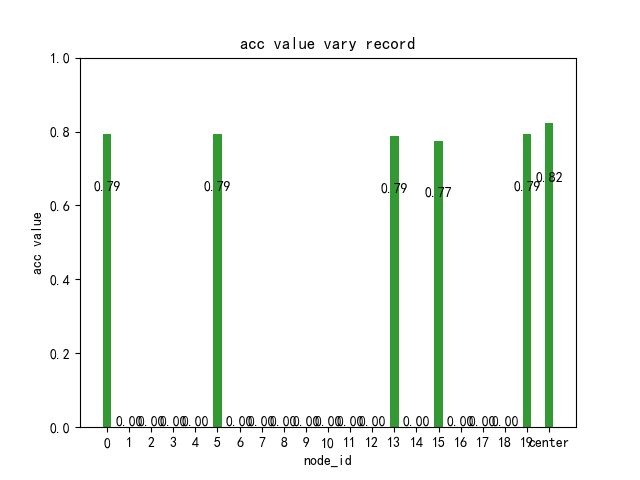 acc value vary record
acc value
1.0
0.8
0.6
0.4
0.2
0.0
0.79 0.00 0.00 0.00 0.00 0.79 0.00 0.00 0.00 0.00 0.00 0.00 0.00 0.79 0.00 0.77 0.00 0.00 0.00 0.79 0.82
0 1 2 3 4 5 6 7 8 9 10 11 12 13 14 15 16 17 18 19 center
node_id